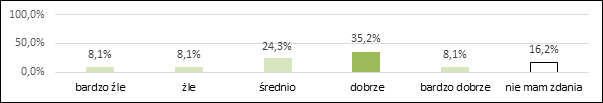 100,0%
50,0%
0,0%
8,1% 8,1% 24,3% 35,2% 8,1% 16,2%
bardzo źle źle średnio dobrze bardzo dobrze nie mam zdania